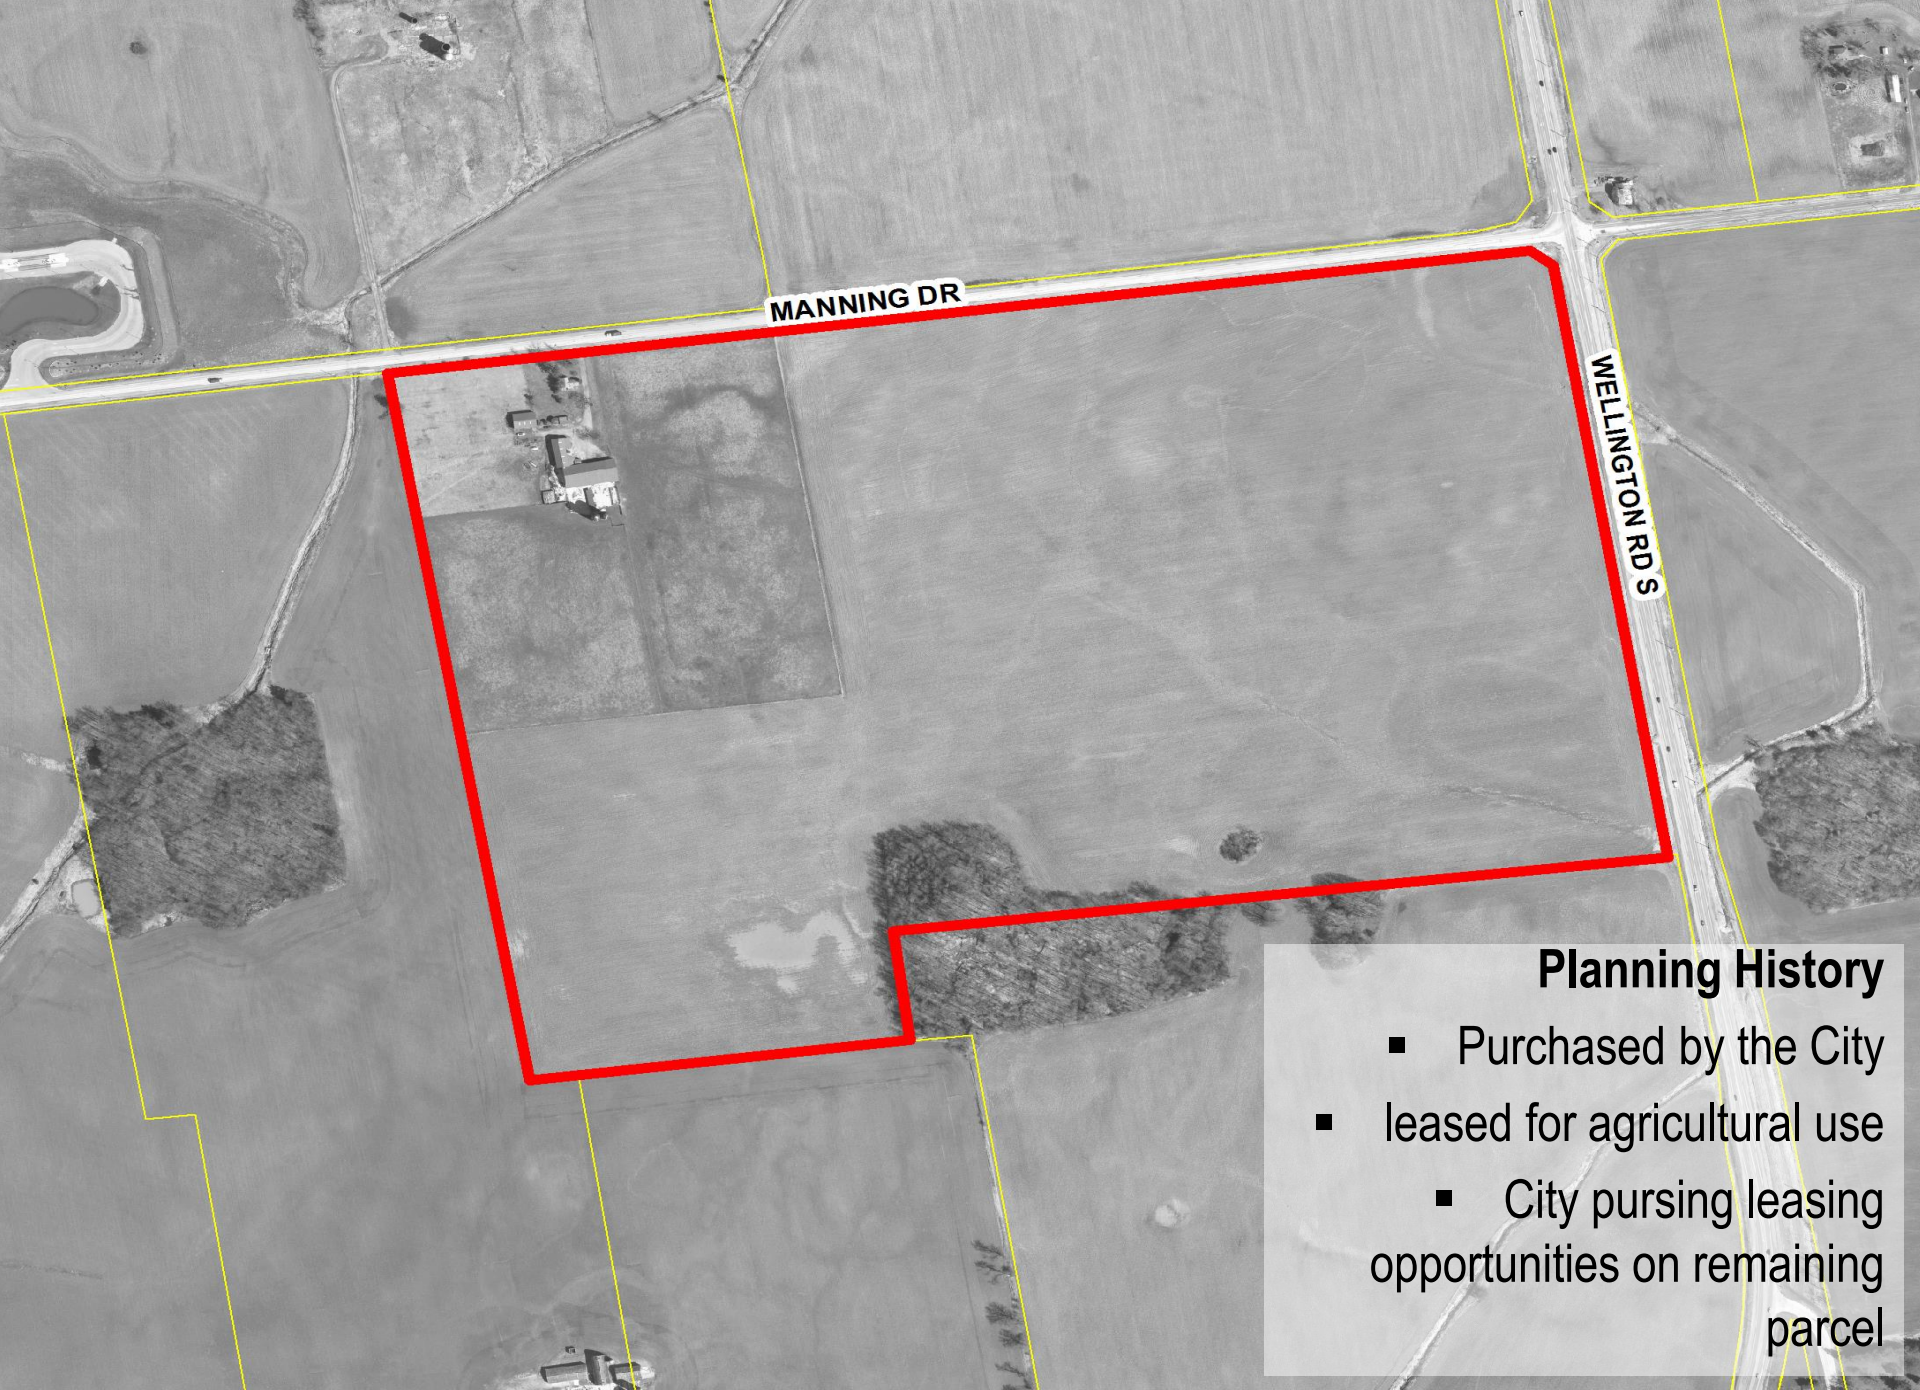 MANNING DR
WELLINGTON RD S
Planning History
▪ Purchased by the City
▪ leased for agricultural use
▪ City pursing leasing
opportunities on remaining
parcel